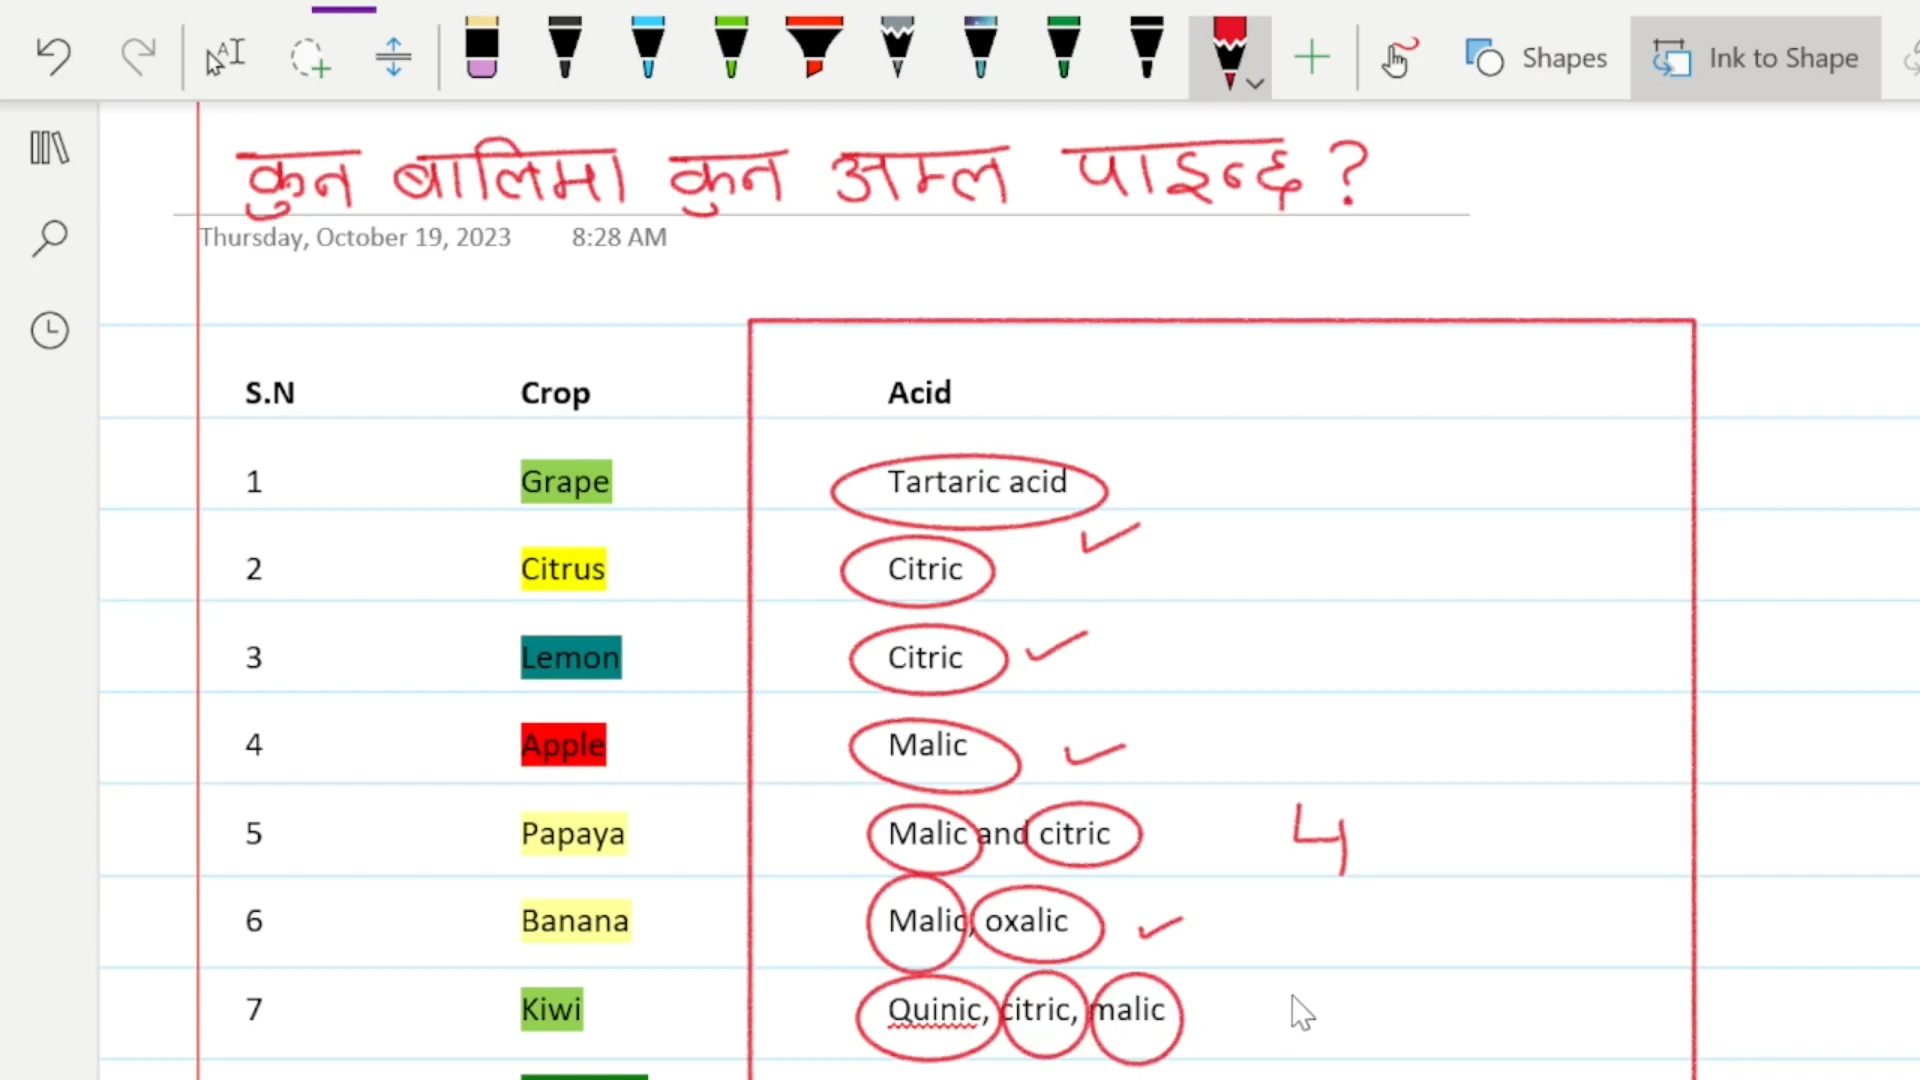 Shapes Ink to Shape
कुन बालिमा कुन अम्ल पाइन्छ ?
Thursday, October 19, 2023 8:28 AM
S.N Crop Acid
1 Grape Tartaric acid
2 Citrus Citric
3 Lemon Citric
4 Apple Malic
5 Papaya Malic and citric 4
6 Banana Malic, oxalic
7 Kiwi Quinic, citric, malic